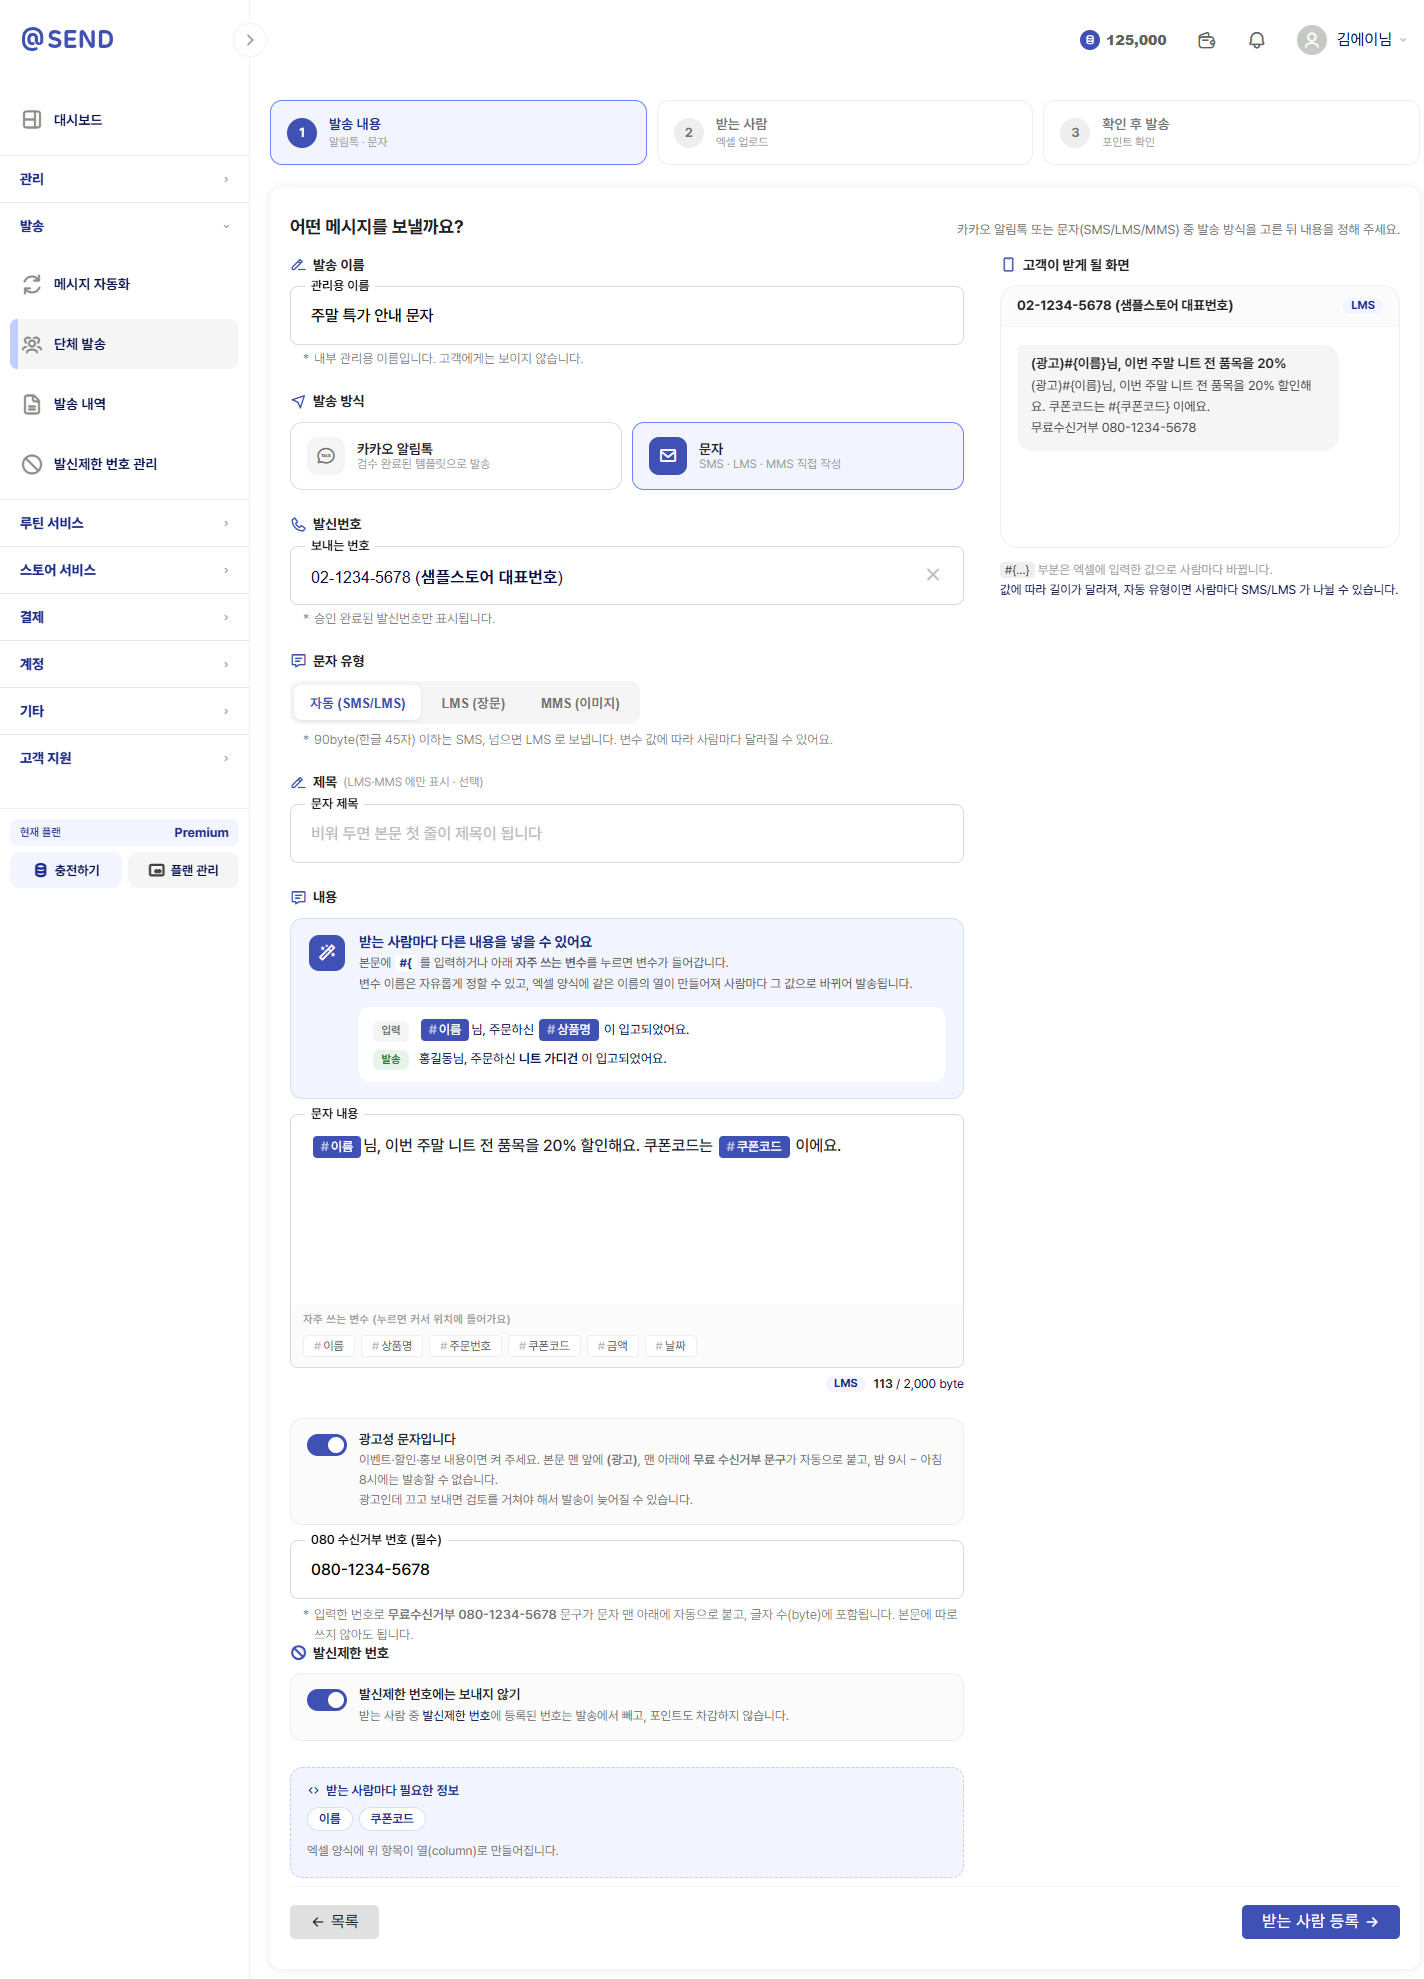 @SEND
125,000
김에이님
대시보드
관리
발송
메시지 자동화
단체 발송
발송 내역
발신제한 번호 관리
루틴 서비스
스토어 서비스
결제
계정
기타
고객 지원
현재 플랜 Premium
충전하기 플랜 관리
1 발송 내용
알림톡 · 문자
2 받는 사람
엑셀 업로드
3 확인 후 발송
포인트 확인
어떤 메시지를 보낼까요?
카카오 알림톡 또는 문자(SMS/LMS/MMS) 중 발송 방식을 고른 뒤 내용을 정해 주세요.
발송 이름
관리용 이름
주말 특가 안내 문자
* 내부 관리용 이름입니다. 고객에게는 보이지 않습니다.
발송 방식
TALK
카카오 알림톡
검수 완료된 템플릿으로 발송
문자
SMS · LMS · MMS 직접 작성
발신번호
보내는 번호
02-1234-5678 (샘플스토어 대표번호)
* 승인 완료된 발신번호만 표시됩니다.
문자 유형
자동 (SMS/LMS) LMS (장문) MMS (이미지)
* 90byte(한글 45자) 이하는 SMS, 넘으면 LMS 로 보냅니다. 변수 값에 따라 사람마다 달라질 수 있어요.
제목 (LMS·MMS 에만 표시 · 선택)
문자 제목
비워 두면 본문 첫 줄이 제목이 됩니다
내용
받는 사람마다 다른 내용을 넣을 수 있어요
본문에 #{ 를 입력하거나 아래 자주 쓰는 변수를 누르면 변수가 들어갑니다.
변수 이름은 자유롭게 정할 수 있고, 엑셀 양식에 같은 이름의 열이 만들어져 사람마다 그 값으로 바뀌어 발송됩니다.
입력 #이름 님, 주문하신 #상품명 이 입고되었어요.
발송 홍길동님, 주문하신 니트 가디건 이 입고되었어요.
문자 내용
#이름 님, 이번 주말 니트 전 품목을 20% 할인해요. 쿠폰코드는 #쿠폰코드 이에요.
자주 쓰는 변수 (누르면 커서 위치에 들어가요)
#이름 #상품명 #주문번호 #쿠폰코드 #금액 #날짜
LMS 113 / 2,000 byte
광고성 문자입니다
이벤트·할인·홍보 내용이면 켜 주세요. 본문 맨 앞에 (광고), 맨 아래에 무료 수신거부 문구가 자동으로 붙고, 밤 9시 ~ 아침
8시에는 발송할 수 없습니다.
광고인데 끄고 보내면 검토를 거쳐야 해서 발송이 늦어질 수 있습니다.
080 수신거부 번호 (필수)
080-1234-5678
* 입력한 번호로 무료수신거부 080-1234-5678 문구가 문자 맨 아래에 자동으로 붙고, 글자 수(byte)에 포함됩니다. 본문에 따로
쓰지 않아도 됩니다.
발신제한 번호
발신제한 번호에는 보내지 않기
받는 사람 중 발신제한 번호에 등록된 번호는 발송에서 빼고, 포인트도 차감하지 않습니다.
받는 사람마다 필요한 정보
이름 쿠폰코드
엑셀 양식에 위 항목이 열(column)로 만들어집니다.
← 목록
받는 사람 등록 →
고객이 받게 될 화면
02-1234-5678 (샘플스토어 대표번호) LMS
(광고)#{이름}님, 이번 주말 니트 전 품목을 20%
(광고)#{이름}님, 이번 주말 니트 전 품목을 20% 할인해
요. 쿠폰코드는 #{쿠폰코드} 이에요.
무료수신거부 080-1234-5678
#{...} 부분은 엑셀에 입력한 값으로 사람마다 바뀝니다.
값에 따라 길이가 달라져, 자동 유형이면 사람마다 SMS/LMS 가 나뉠 수 있습니다.